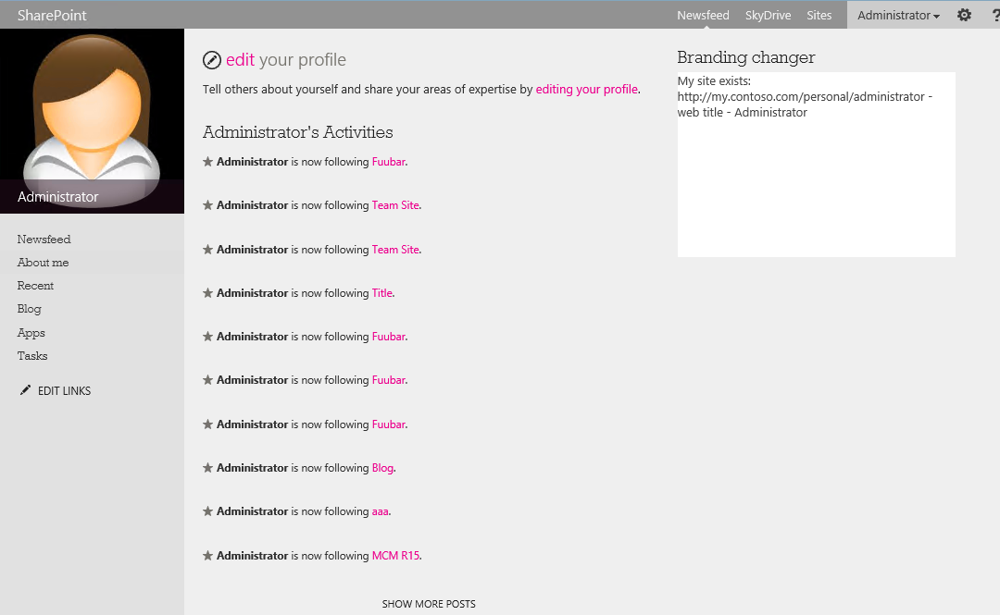 SharePoint
Newsfeed SkyDrive Sites Administrator ?
Administrator
Newsfeed
About me
Recent
Blog
Apps
Tasks
EDIT LINKS
edit your profile
Tell others about yourself and share your areas of expertise by editing your profile.
Administrator's Activities
Administrator is now following Fuubar.
Administrator is now following Team Site.
Administrator is now following Team Site.
Administrator is now following Title.
Administrator is now following Fuubar.
Administrator is now following Fuubar.
Administrator is now following Fuubar.
Administrator is now following Blog.
Administrator is now following aaa.
Administrator is now following MCM R15.
SHOW MORE POSTS
Branding changer
My site exists:
http://my.contoso.com/personal/administrator -
web title - Administrator